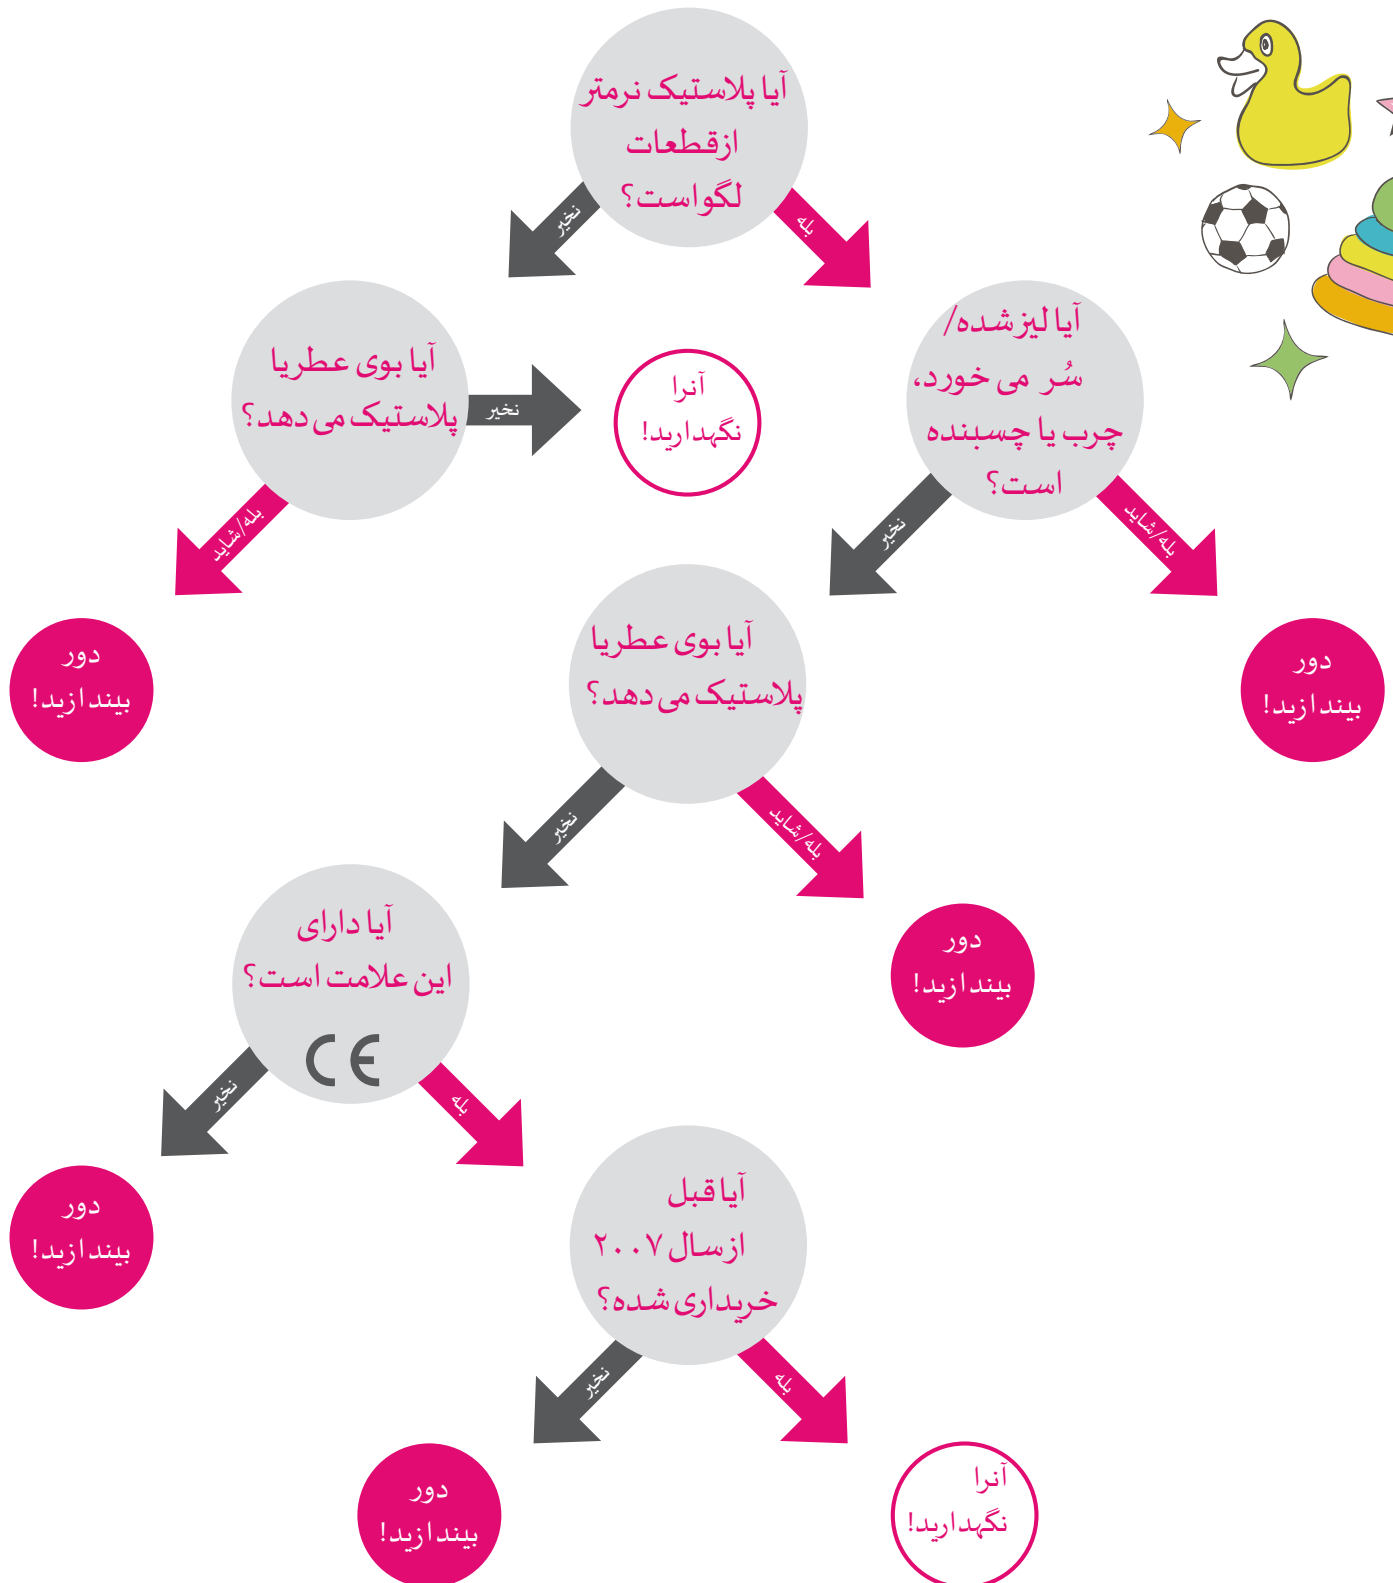 آیا پلاستیک نرمتر
ازقطعات
لگواست؟
نخیر
بله
آیا لیزشده/
سُر می خورد،
چرب یا چسبنده
است؟
آیا بوی عطریا
پلاستیک می دهد؟
نخیر
آنرا
نگهدارید!
بله/شاید
نخیر
بله/شاید
دور
بیندازید!
آیا بوی عطریا
پلاستیک می دهد؟
دور
بیندازید!
نخیر
بله/شاید
آیا دارای
این علامت است؟
CE
دور
بیندازید!
نخیر
بله
دور
بیندازید!
آیا قبل
ازسال ۲۰۰۷
خریداری شده؟
نخیر
بله
دور
بیندازید!
آنرا
نگهدارید!